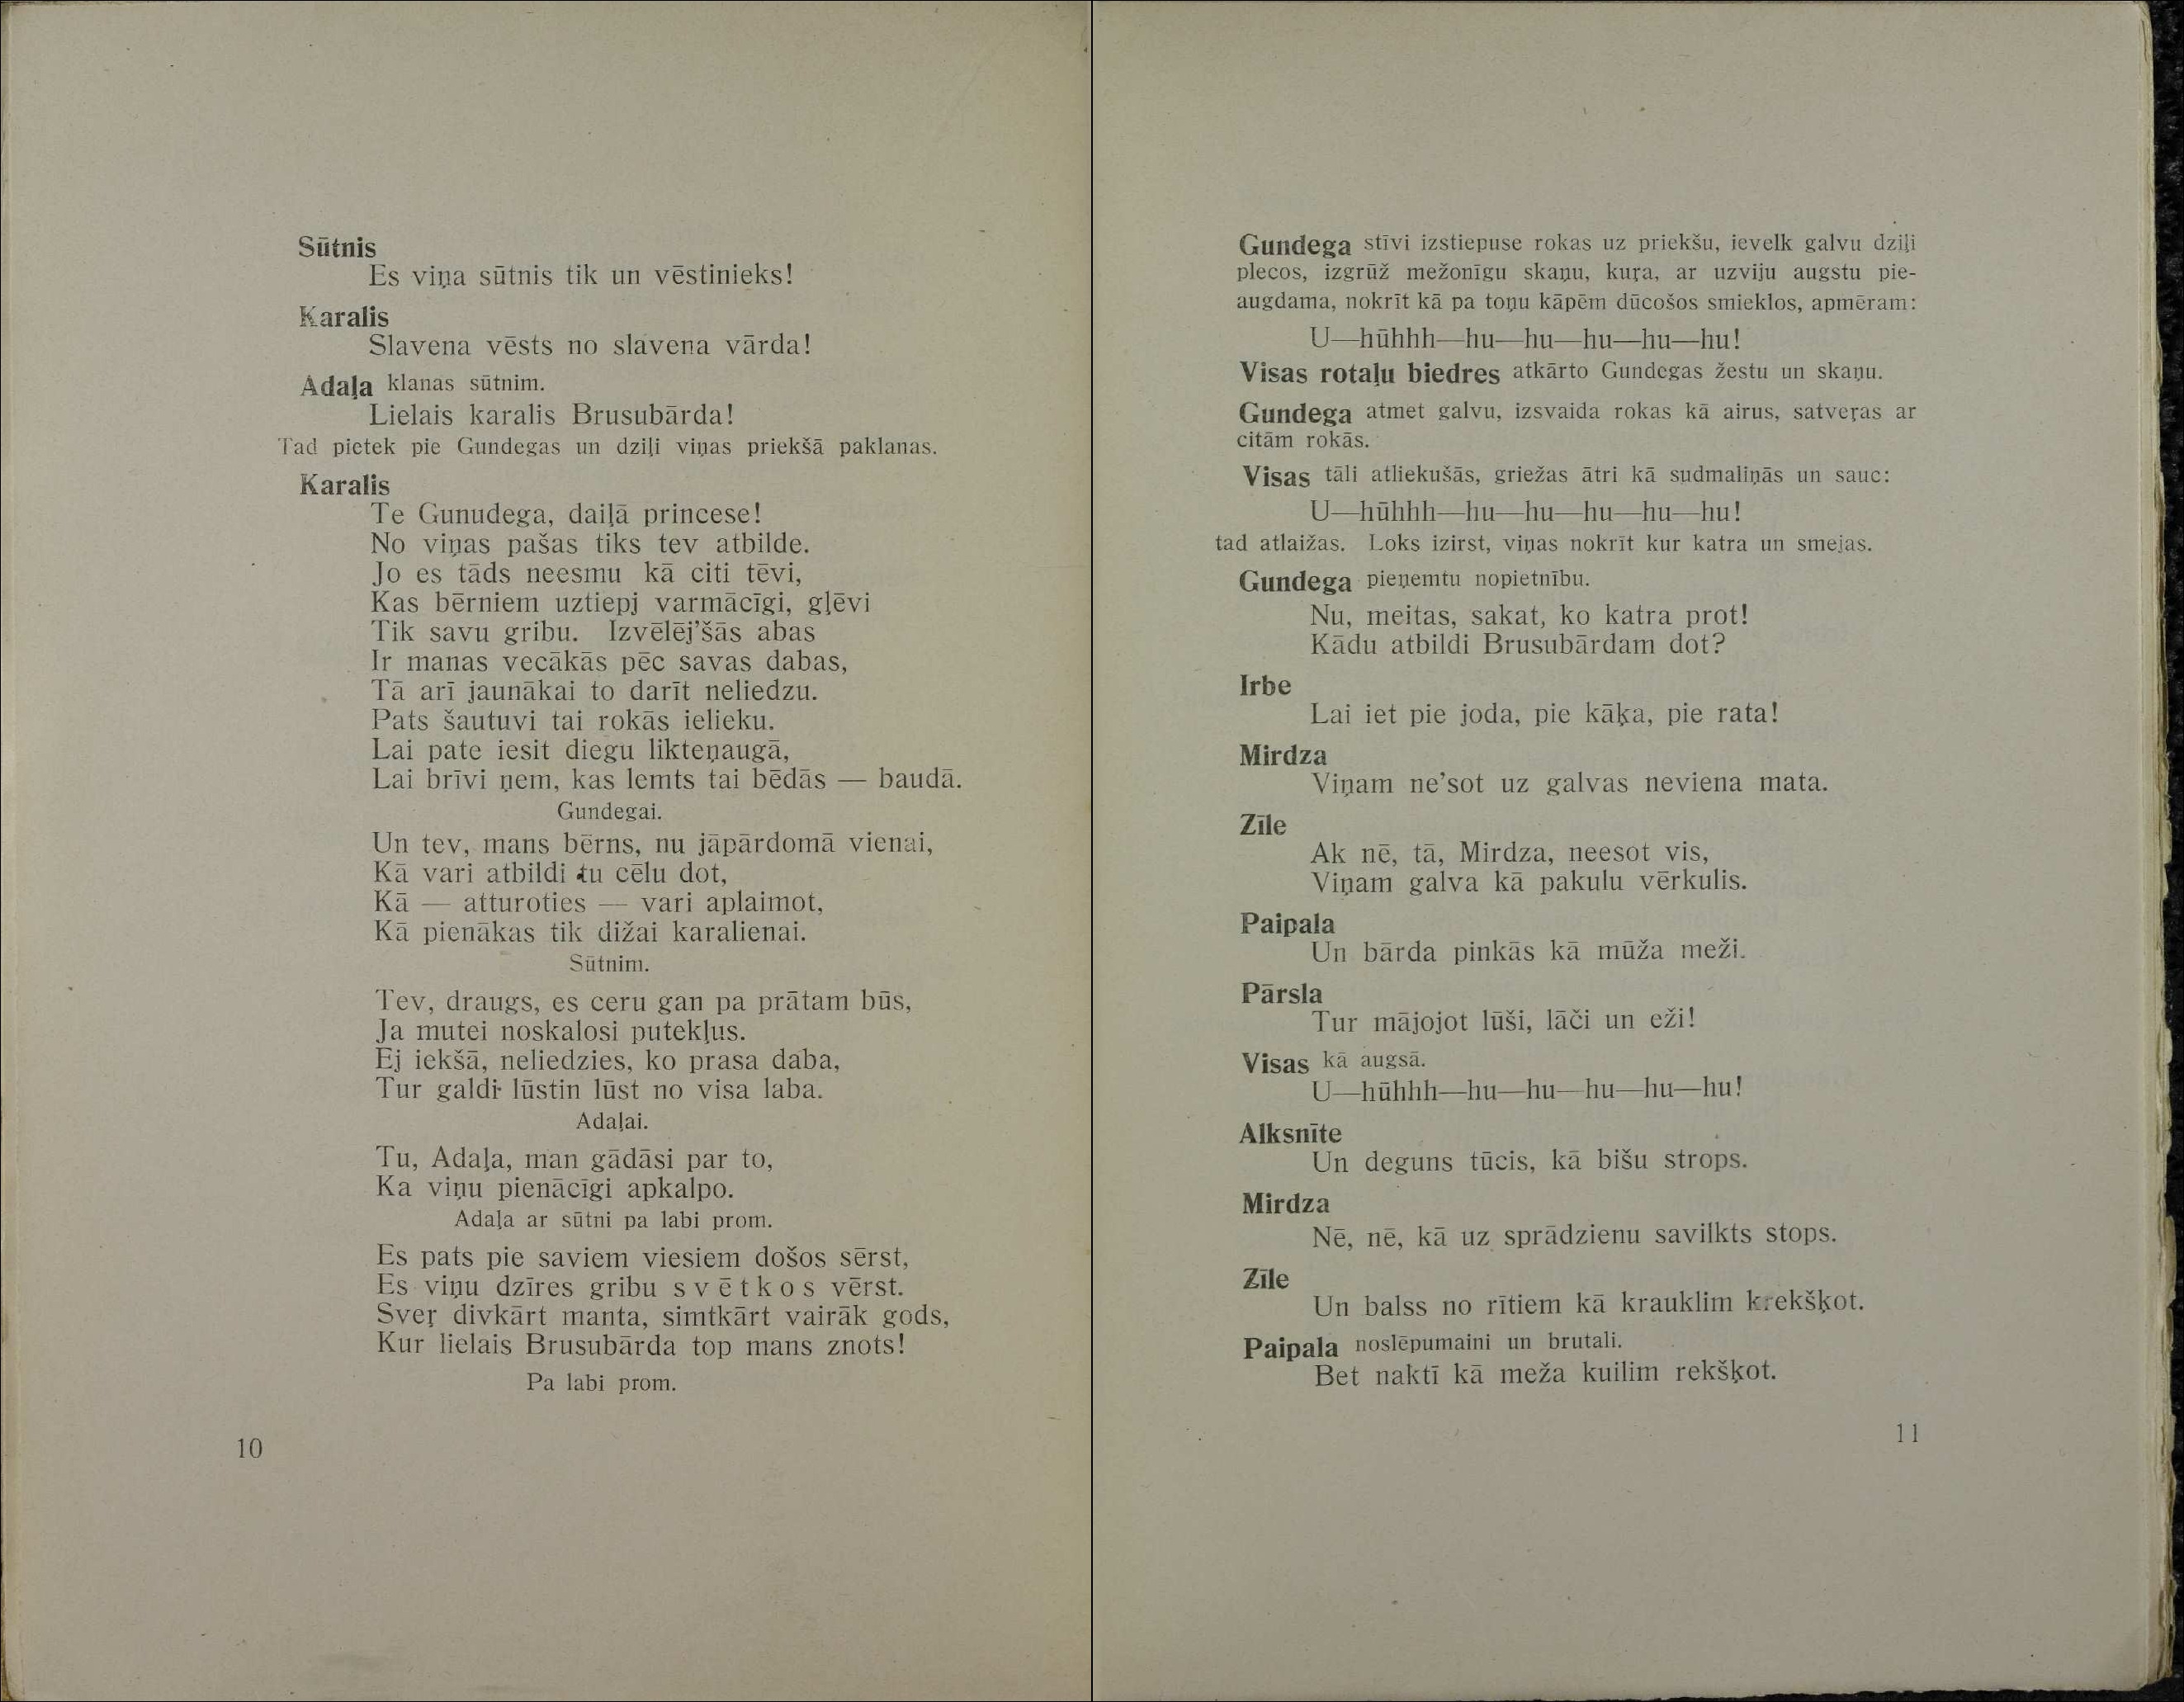 Sūtnis
Es viņa sūtnis tik un vēstinieks!
Karalis
Slavena vēsts no slavena vārda!
Adaļa klanas sūtnim.
Lielais karalis Brusubārda!
Tad pietek pie Gundegas un dziļi viņas priekšā paklanas.
Karalis
Te Gunudega, daiļā princese!
No viņas pašas tiks tev atbilde.
Jo es tāds neesmu kā citi tēvi,
Kas bērniem uztiepj varmācīgi, gļēvi
Tik savu gribu. Izvēlēj’šās abas
Ir manas vecākās pēc savas dabas,
Tā arī jaunākai to darīt neliedzu.
Pats šautuvi tai rokās ielieku.
Lai pate iesit diegu likteņaugā,
Lai brīvi ņem, kas lemts tai bēdās — baudā.
Gundegai.
Un tev, mans bērns, nu jāpārdomā vienai,
Kā vari atbildi tu cēlu dot,
Kā — atturoties — vari aplaimot,
Kā pienākas tik dižai karalienai.
Sūtnim.
Tev, draugs, es ceru gan pa prātam būs,
Ja mutei noskalosi putekļus.
Ej iekšā, neliedzies, ko prasa daba,
Tur galdi lūstin lūst no visa laba.
Adaļai.
Tu, Adaļa, man gādāsi par to,
Ka viņu pienācīgi apkalpo.
Adaļa ar sūtni pa labi prom.
Es pats pie saviem viesiem došos sērst,
Es viņu dzīres gribu svētkos vērst.
Sveŗ divkārt manta, simtkārt vairāk gods,
Kur lielais Brusubārda top mans znots!
Pa labi prom.
10
Gundega stīvi izstiepuse rokas uz priekšu, ievelk galvu dziļi
plecos, izgrūž mežonīgu skaņu, kuŗa, ar uzviju augstu pie-
augdama, nokrīt kā pa toņu kāpēm dūcošos smieklos, apmēram:
U—hūhhh—hu—hu—hu—hu—hu!
Visas rotaļu biedres atkārto Gundegas žestu un skaņu.
Gundega atmet galvu, izsvaida rokas kā airus, satveŗas ar
citām rokās.
Visas tāli atliekušās, griežas ātri kā sudmaliņās un sauc:
U—hūhhh—hu—hu—hu—hu—hu!
tad atlaižas. Loks izirst, viņas nokrīt kur katra un smejas.
Gundega pieņemtu nopietnību.
Nu, meitas, sakat, ko katra prot!
Kādu atbildi Brusubārdam dot?
Irbe
Lai iet pie joda, pie kāķa, pie rata!
Mirdza
Viņam ne’sot uz galvas neviena mata.
Zīle
Ak nē, tā, Mirdza, neesot vis,
Viņam galva kā pakulu vērkulis.
Paipala
Un bārda pinkās kā mūža meži.
Pārsla
Tur mājojot lūši, lāči un eži!
Visas kā augsā.
U—hūhhh—hu—hu—hu—hu—hu!
Alksnīte
Un deguns tūcis, kā bišu strops.
Mirdza
Nē, nē, kā uz sprādzienu savilkts stops.
Zīle
Un balss no rītiem kā krauklim krekšķot.
Paipala noslēpumaini un brutali.
Bet naktī kā meža kuilim rekšķot.
11